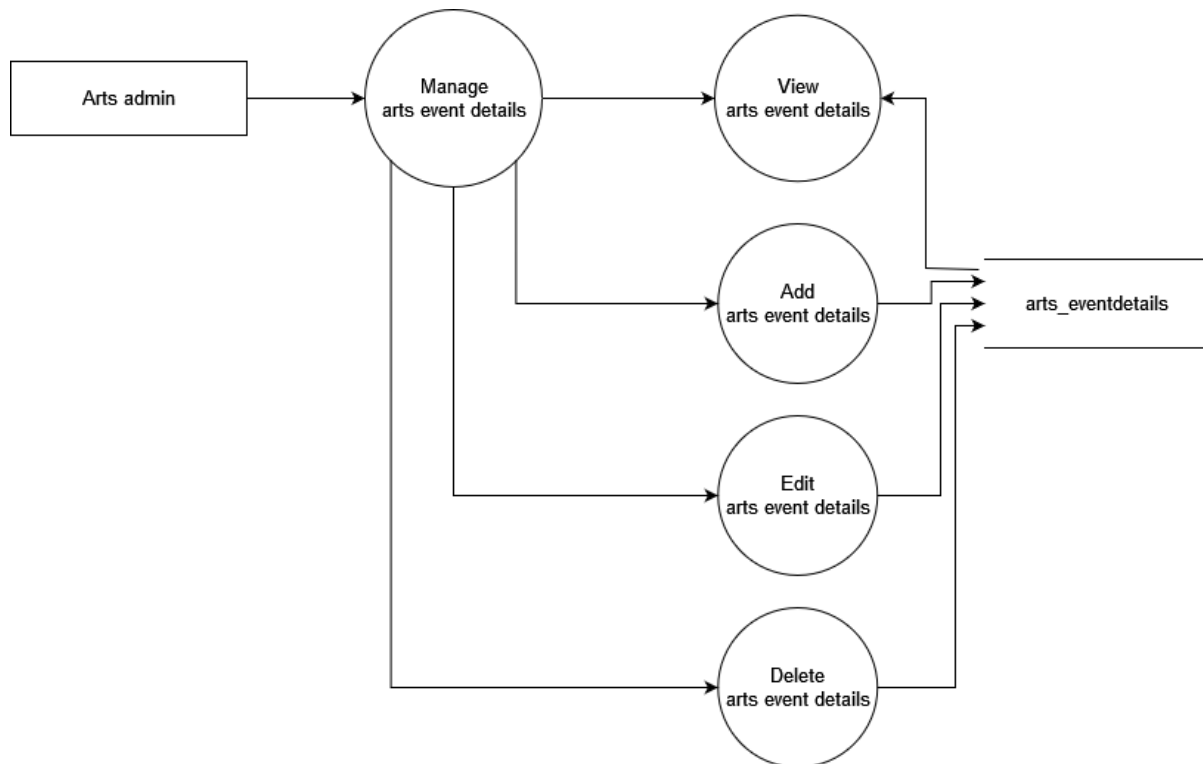 Arts admin
Manage
arts event details
View
arts event details
Add
arts event details
arts_eventdetails
Edit
arts event details
Delete
arts event details